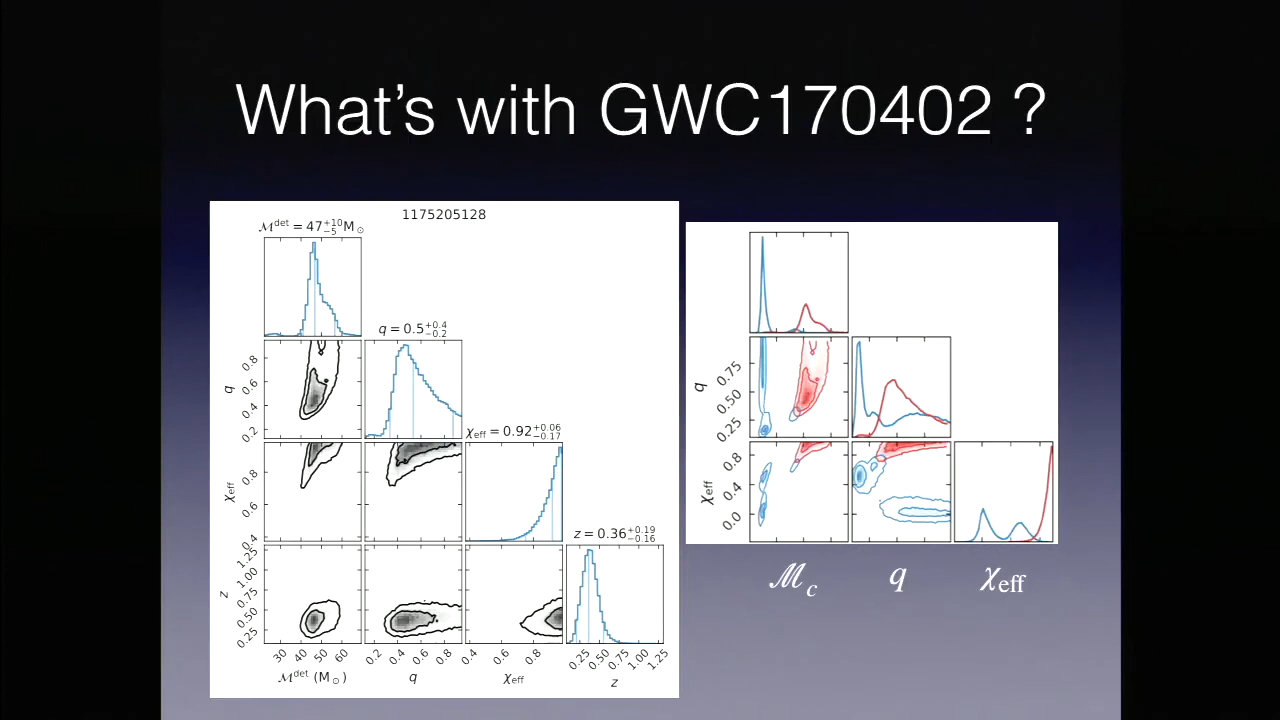 What's with GWC170402 ?
1175205128
ℳ^det = 47^{+10}_{−5} M_⊙
q = 0.5^{+0.4}_{−0.2}
χ_eff = 0.92^{+0.06}_{−0.17}
z = 0.36^{+0.19}_{−0.16}
q
0.8
0.6
0.4
0.2
χ_eff
0.8
0.6
0.4
z
1.25
1.00
0.75
0.50
0.25
30 40 50 60
0.2 0.4 0.6 0.8
0.4 0.6 0.8
0.25 0.50 0.75 1.00 1.25
ℳ^det (M_⊙) q χ_eff z
q
0.75
0.50
0.25
χ_eff
0.8
0.4
0.0
ℳ_c q χ_eff